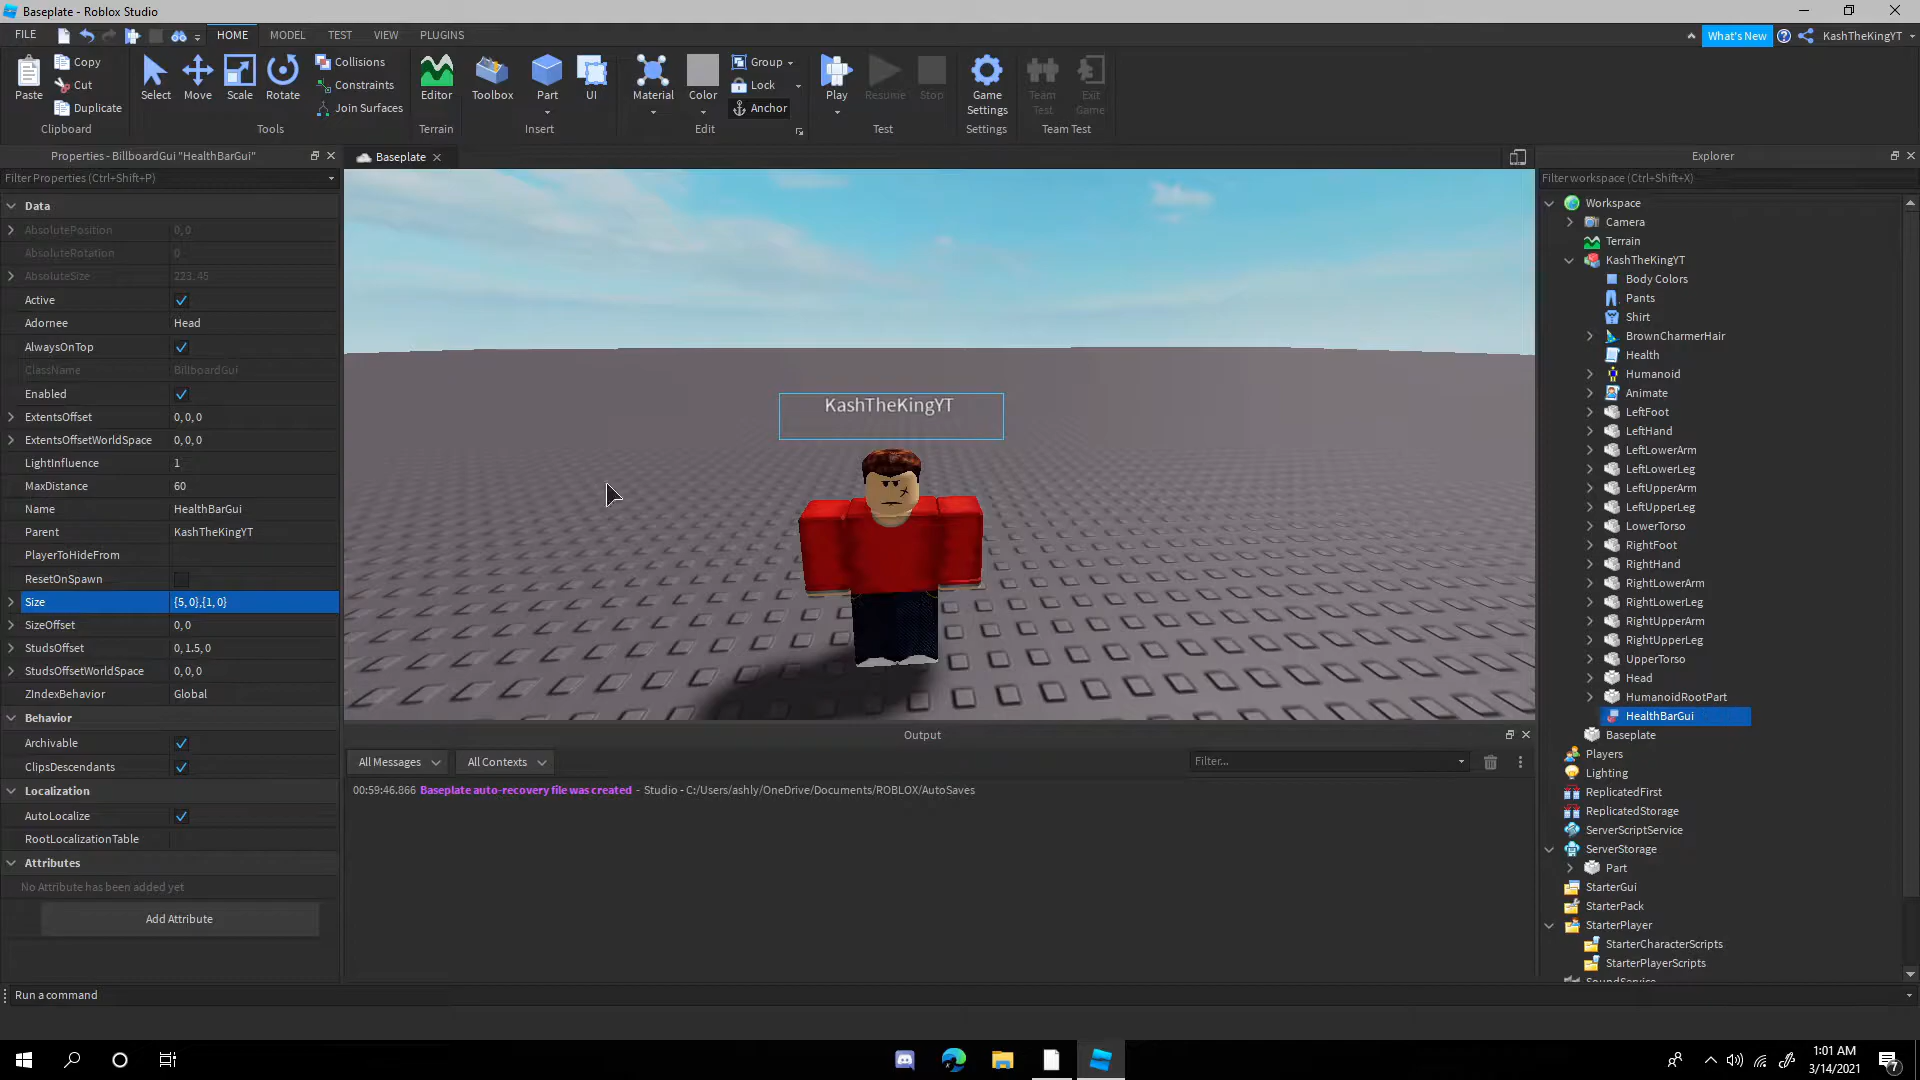 Baseplate - Roblox Studio
FILE
HOME
MODEL
TEST
VIEW
PLUGINS
What's New
KashTheKingYT
Paste
Copy
Cut
Duplicate
Clipboard
Select
Move
Scale
Rotate
Collisions
Constraints
Join Surfaces
Tools
Editor
Terrain
Toolbox
Part
UI
Insert
Material
Color
Group
Lock
Anchor
Edit
Play
Resume
Stop
Test
Game Settings
Settings
Team Test
Exit Game
Team Test
Properties - BillboardGui "HealthBarGui"
Filter Properties (Ctrl+Shift+P)
Data
AbsolutePosition 0, 0
AbsoluteRotation 0
AbsoluteSize 223, 45
Active
Adornee Head
AlwaysOnTop
ClassName BillboardGui
Enabled
ExtentsOffset 0, 0, 0
ExtentsOffsetWorldSpace 0, 0, 0
LightInfluence 1
MaxDistance 60
Name HealthBarGui
Parent KashTheKingYT
PlayerToHideFrom
ResetOnSpawn
Size {5, 0},{1, 0}
SizeOffset 0, 0
StudsOffset 0, 1.5, 0
StudsOffsetWorldSpace 0, 0, 0
ZIndexBehavior Global
Behavior
Archivable
ClipsDescendants
Localization
AutoLocalize
RootLocalizationTable
Attributes
No Attribute has been added yet
Add Attribute
Baseplate
KashTheKingYT
Output
All Messages
All Contexts
Filter...
00:59:46.866 Baseplate auto-recovery file was created - Studio - C:/Users/ashly/OneDrive/Documents/ROBLOX/AutoSaves
Explorer
Filter workspace (Ctrl+Shift+X)
Workspace
Camera
Terrain
KashTheKingYT
Body Colors
Pants
Shirt
BrownCharmerHair
Health
Humanoid
Animate
LeftFoot
LeftHand
LeftLowerArm
LeftLowerLeg
LeftUpperArm
LeftUpperLeg
LowerTorso
RightFoot
RightHand
RightLowerArm
RightLowerLeg
RightUpperArm
RightUpperLeg
UpperTorso
Head
HumanoidRootPart
HealthBarGui
Baseplate
Players
Lighting
ReplicatedFirst
ReplicatedStorage
ServerScriptService
ServerStorage
Part
StarterGui
StarterPack
StarterPlayer
StarterCharacterScripts
StarterPlayerScripts
SoundService
Run a command
1:01 AM
3/14/2021
7